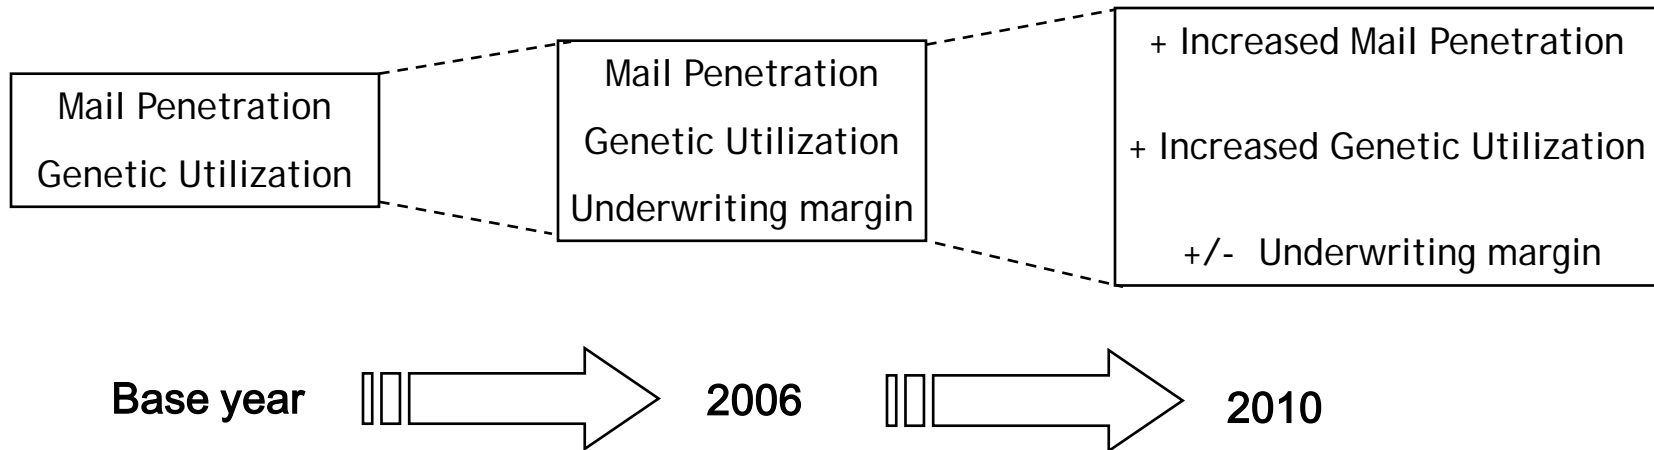 Mail Penetration
Genetic Utilization
Mail Penetration
Genetic Utilization
Underwriting margin
+ Increased Mail Penetration
+ Increased Genetic Utilization
+/- Underwriting margin
Base year
2006
2010